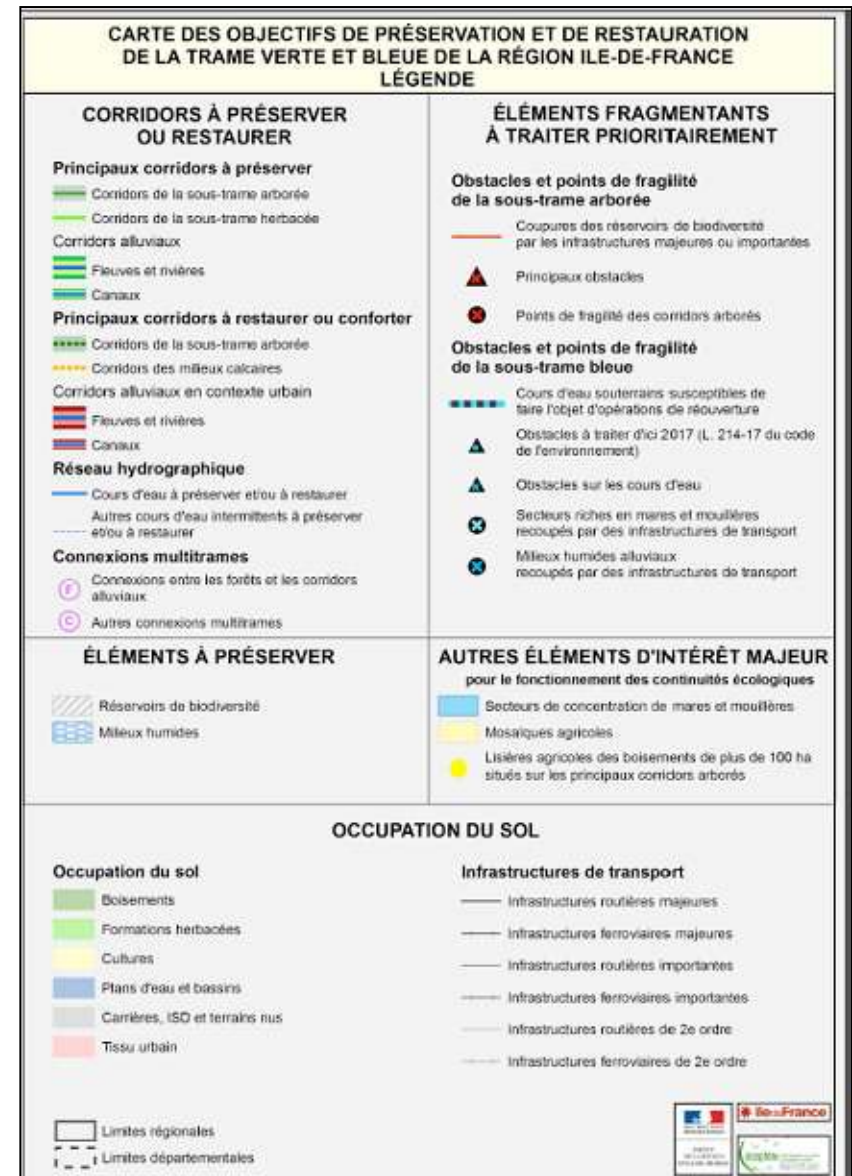 CARTE DES OBJECTIFS DE PRÉSERVATION ET DE RESTAURATION
DE LA TRAME VERTE ET BLEUE DE LA RÉGION ILE-DE-FRANCE
LÉGENDE
CORRIDORS À PRÉSERVER
OU RESTAURER
Principaux corridors à préserver
Corridors de la sous-trame arborée
Corridors de la sous-trame herbacée
Corridors alluviaux
Fleuves et rivières
Canaux
Principaux corridors à restaurer ou conforter
Corridors de la sous-trame arborée
Corridors des milieux calcaires
Corridors alluviaux en contexte urbain
Fleuves et rivières
Canaux
Réseau hydrographique
Cours d'eau à préserver et/ou à restaurer
Autres cours d'eau intermittents à préserver
et/ou à restaurer
Connexions multitrames
F
Connexions entre les forêts et les corridors
alluviaux
C
Autres connexions multitrames
ÉLÉMENTS FRAGMENTANTS
À TRAITER PRIORITAIREMENT
Obstacles et points de fragilité
de la sous-trame arborée
Coupures des réservoirs de biodiversité
par les infrastructures majeures ou importantes
Principaux obstacles
Points de fragilité des corridors arborés
Obstacles et points de fragilité
de la sous-trame bleue
Cours d'eau souterrains susceptibles de
faire l'objet d'opérations de réouverture
Obstacles à traiter d'ici 2017 (L. 214-17 du code
de l'environnement)
Obstacles sur les cours d'eau
Secteurs riches en mares et mouillères
recoupés par des infrastructures de transport
Milieux humides alluviaux
recoupés par des infrastructures de transport
ÉLÉMENTS À PRÉSERVER
Réservoirs de biodiversité
Milieux humides
AUTRES ÉLÉMENTS D'INTÉRÊT MAJEUR
pour le fonctionnement des continuités écologiques
Secteurs de concentration de mares et mouillères
Mosaïques agricoles
Lisières agricoles des boisements de plus de 100 ha
situés sur les principaux corridors arborés
OCCUPATION DU SOL
Occupation du sol
Boisements
Formations herbacées
Cultures
Plans d'eau et bassins
Carrières, ISD et terrains nus
Tissu urbain
Limites régionales
Limites départementales
Infrastructures de transport
Infrastructures routières majeures
Infrastructures ferroviaires majeures
Infrastructures routières importantes
Infrastructures ferroviaires importantes
Infrastructures routières de 2e ordre
Infrastructures ferroviaires de 2e ordre
île de France